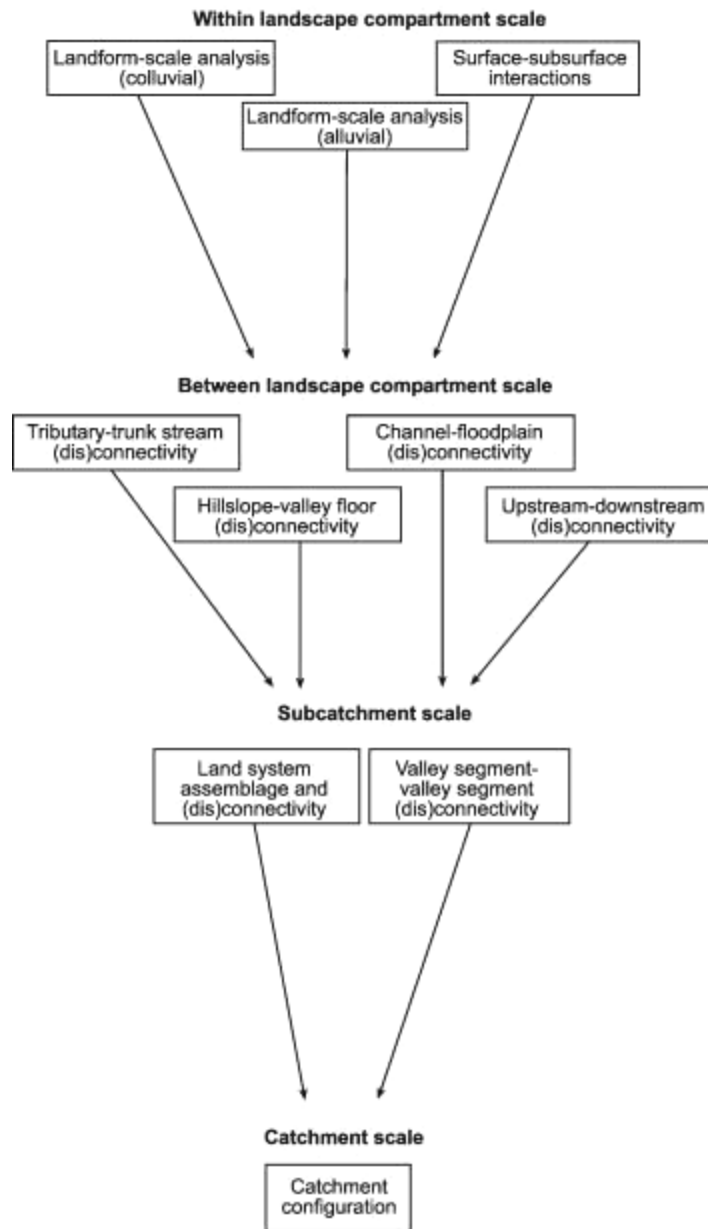 Within landscape compartment scale
Landform-scale analysis
(colluvial)
Surface-subsurface
interactions
Landform-scale analysis
(alluvial)
Between landscape compartment scale
Tributary-trunk stream
(dis)connectivity
Channel-floodplain
(dis)connectivity
Hillslope-valley floor
(dis)connectivity
Upstream-downstream
(dis)connectivity
Subcatchment scale
Land system
assemblage and
(dis)connectivity
Valley segment-
valley segment
(dis)connectivity
Catchment scale
Catchment
configuration